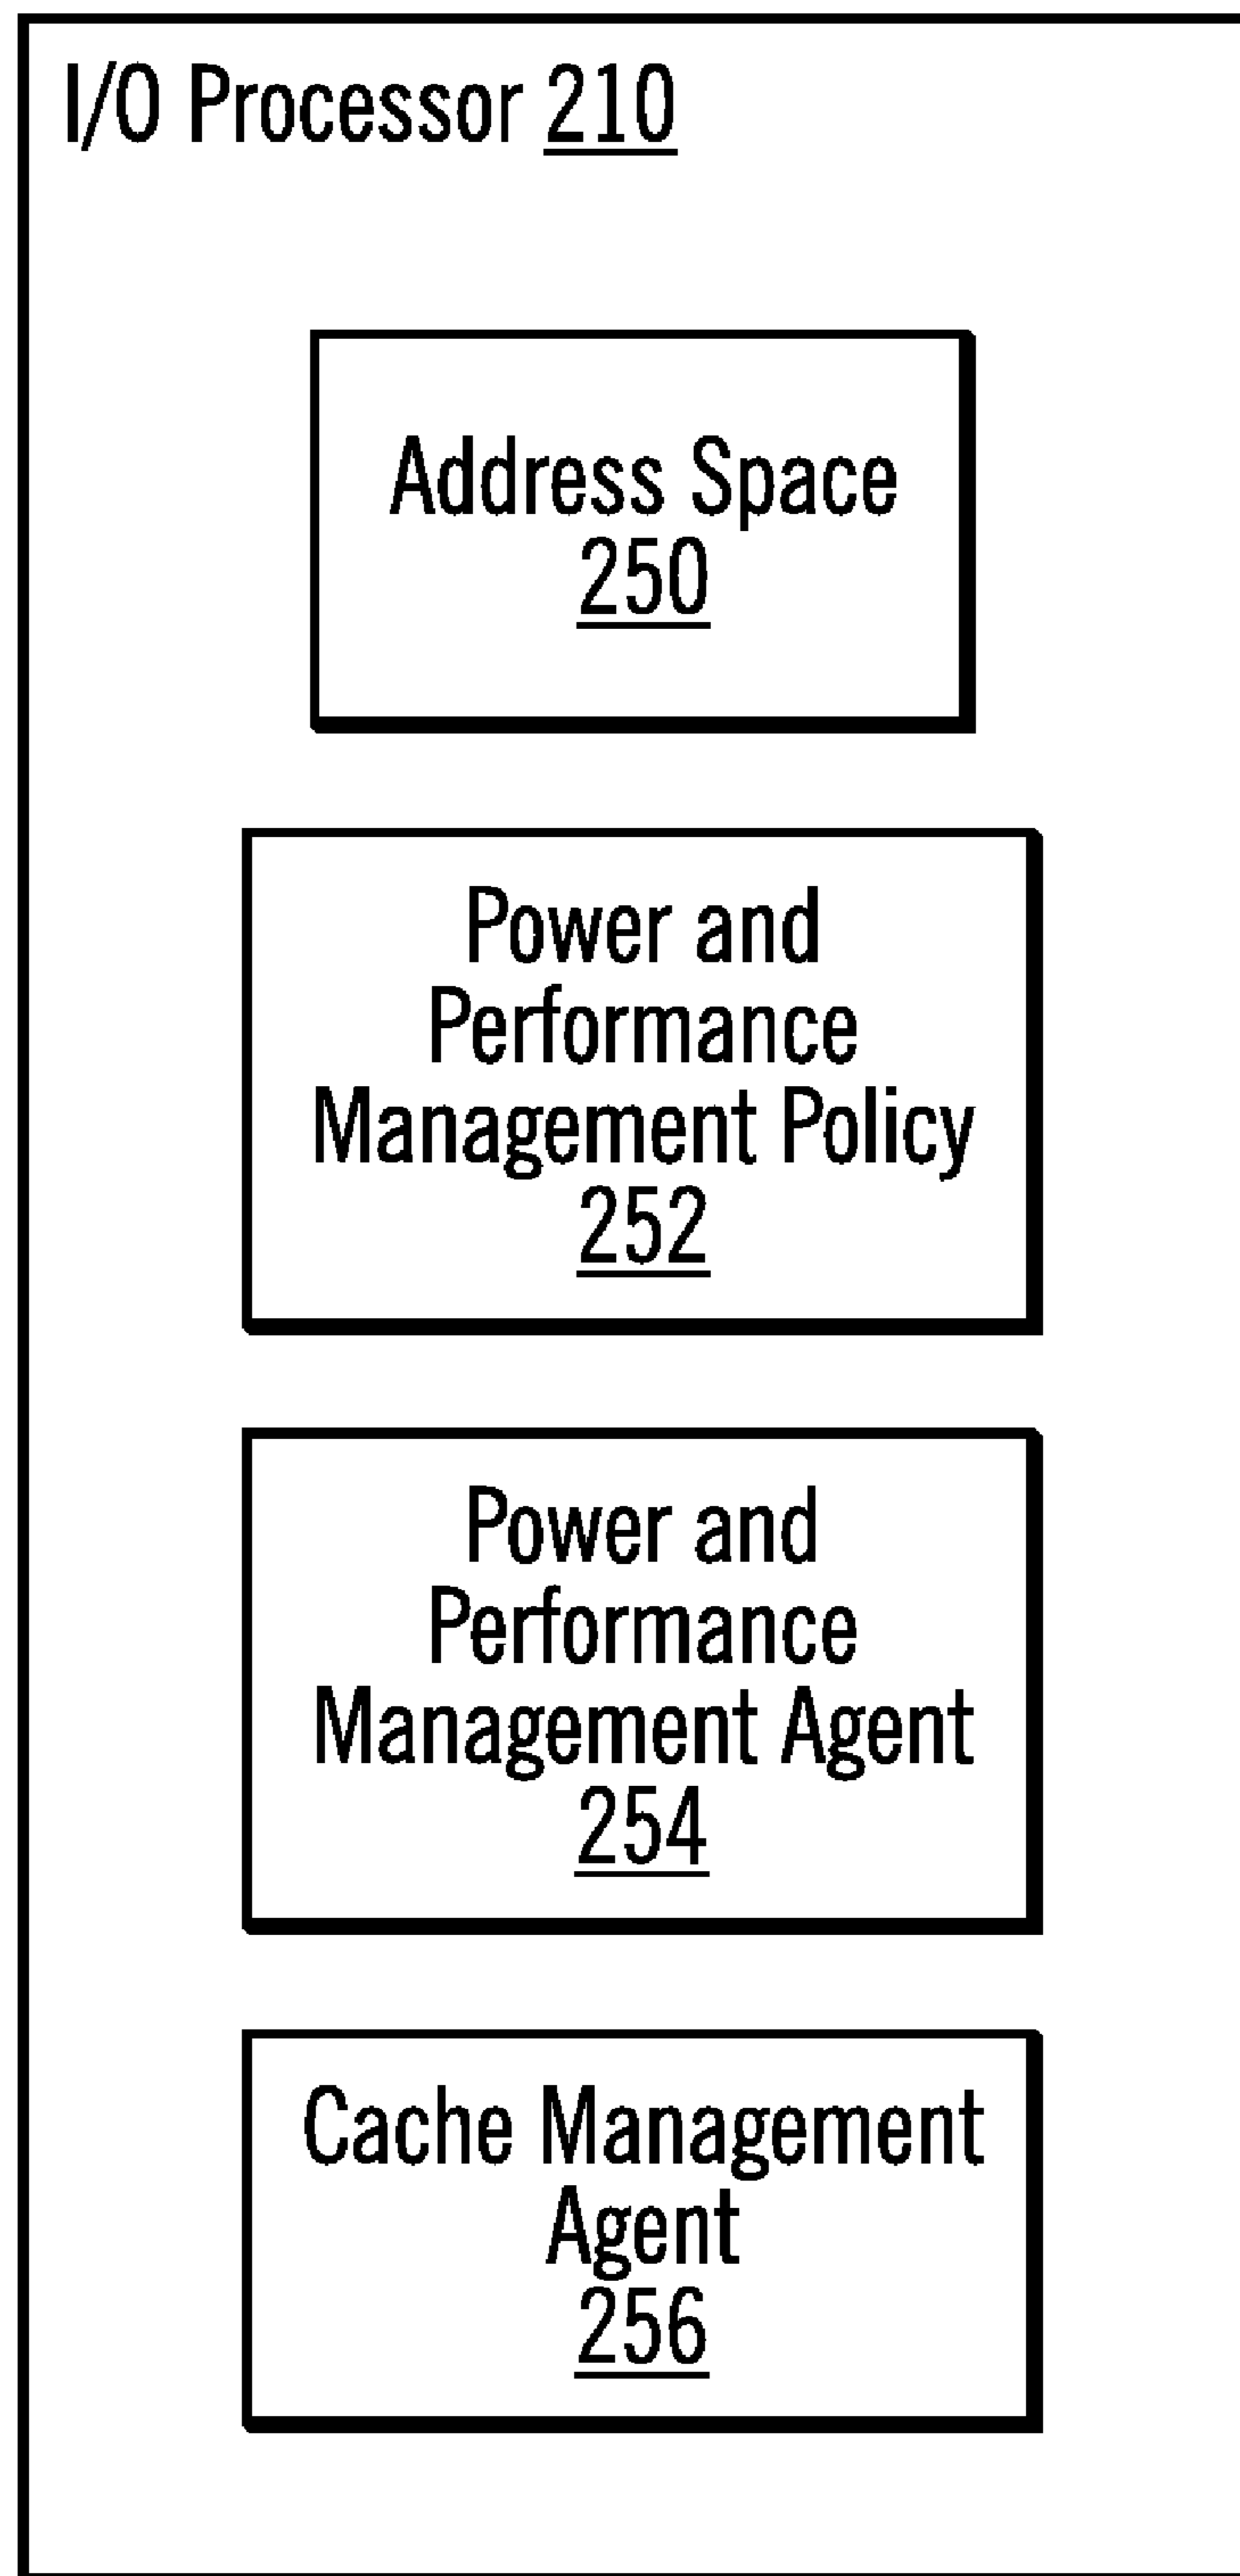 I/O Processor 210
Address Space
250
Power and
Performance
Management Policy
252
Power and
Performance
Management Agent
254
Cache Management
Agent
256